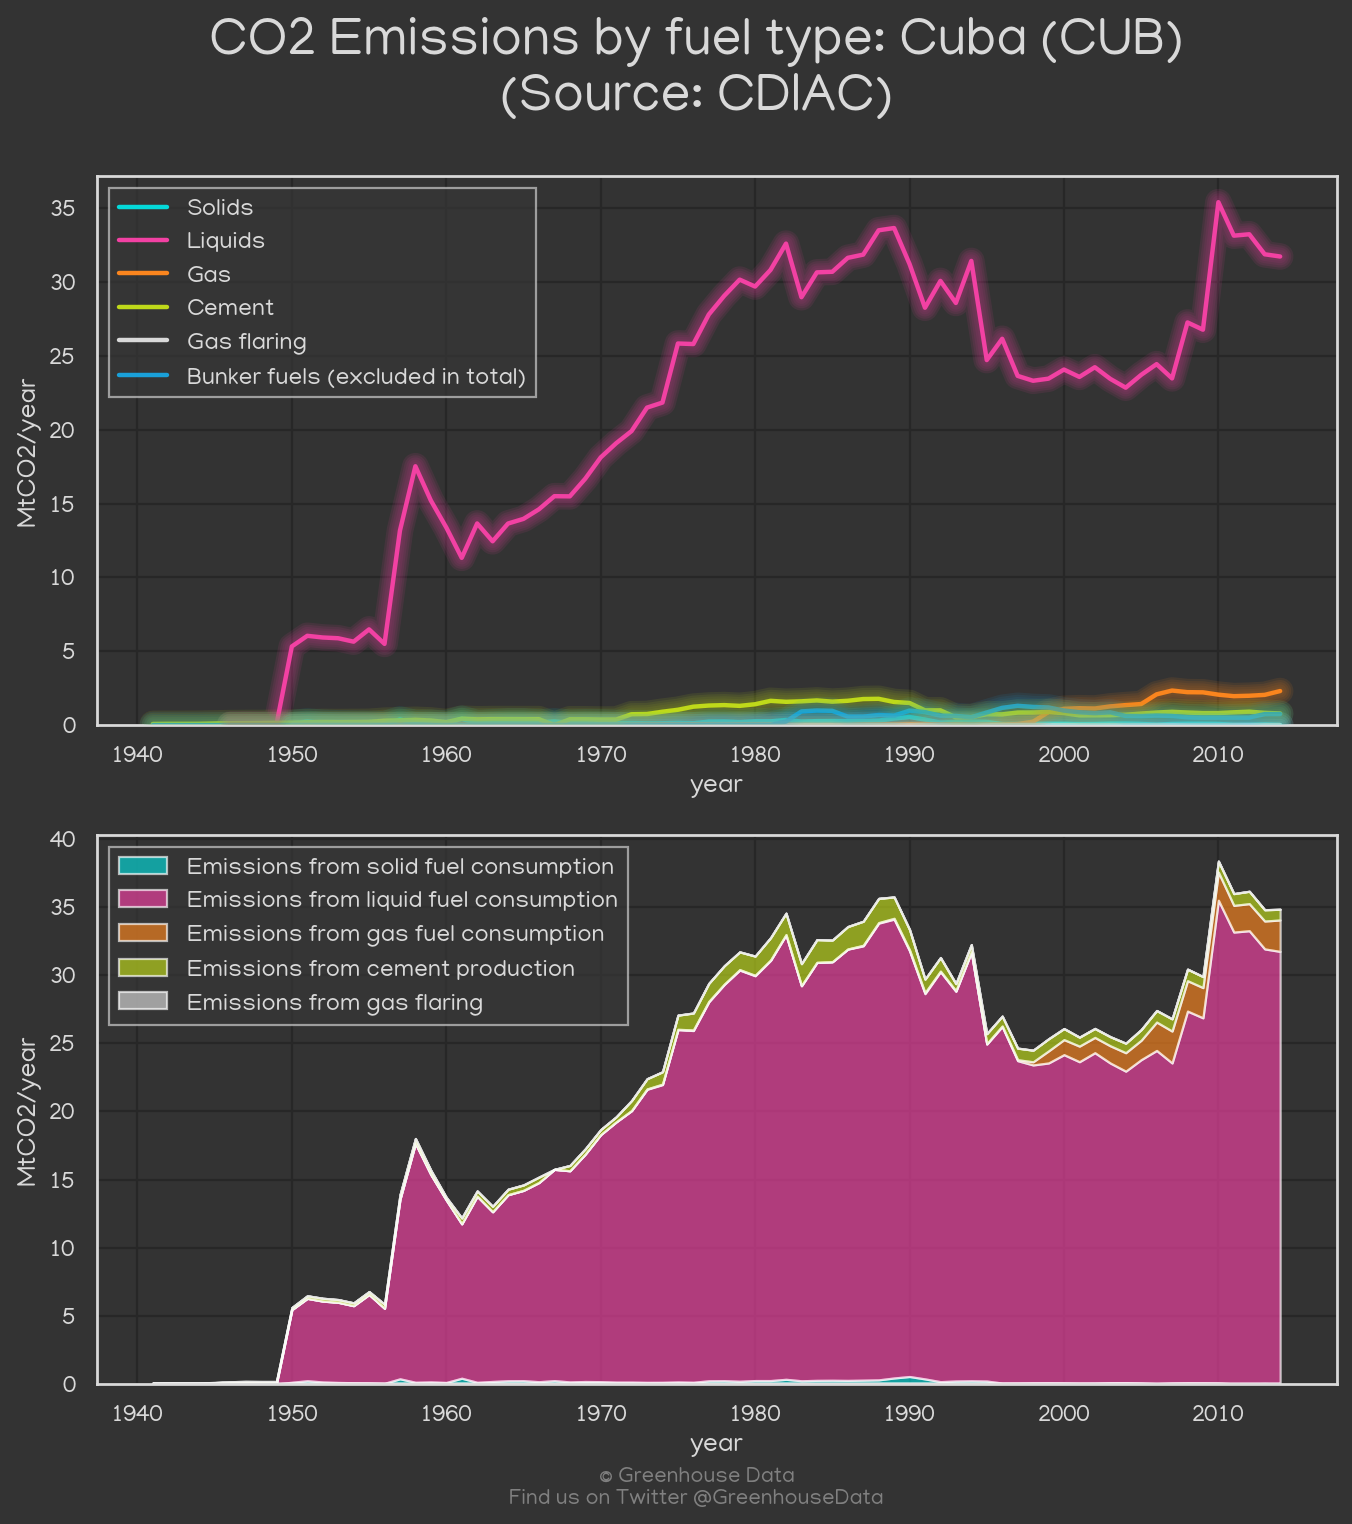 CO2 Emissions by fuel type: Cuba (CUB)
(Source: CDIAC)
Solids
Liquids
Gas
Cement
Gas flaring
Bunker fuels (excluded in total)
MtCO2/year
35
30
25
20
15
10
5
0
1940 1950 1960 1970 1980 1990 2000 2010
year
Emissions from solid fuel consumption
Emissions from liquid fuel consumption
Emissions from gas fuel consumption
Emissions from cement production
Emissions from gas flaring
MtCO2/year
40
35
30
25
20
15
10
5
0
1940 1950 1960 1970 1980 1990 2000 2010
year
© Greenhouse Data
Find us on Twitter @GreenhouseData